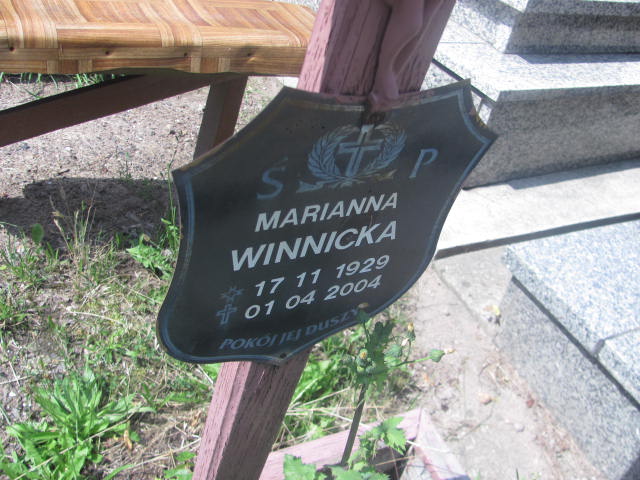 Ś P
MARIANNA
WINNICKA
17 11 1929
01 04 2004
POKÓJ JEJ DUSZY